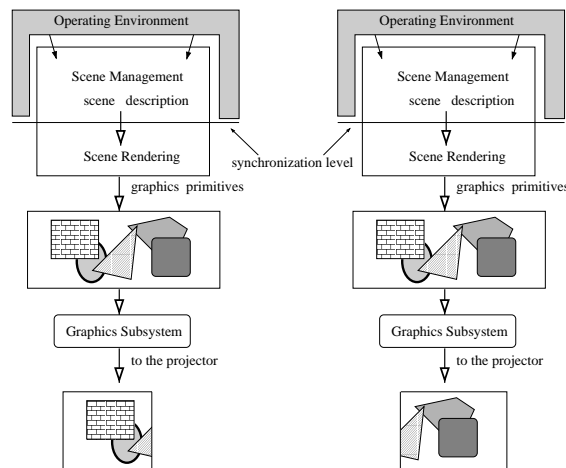 Operating Environment
Scene Management
scene description
Scene Rendering
graphics primitives
Graphics Subsystem
to the projector
synchronization level
Operating Environment
Scene Management
scene description
Scene Rendering
graphics primitives
Graphics Subsystem
to the projector